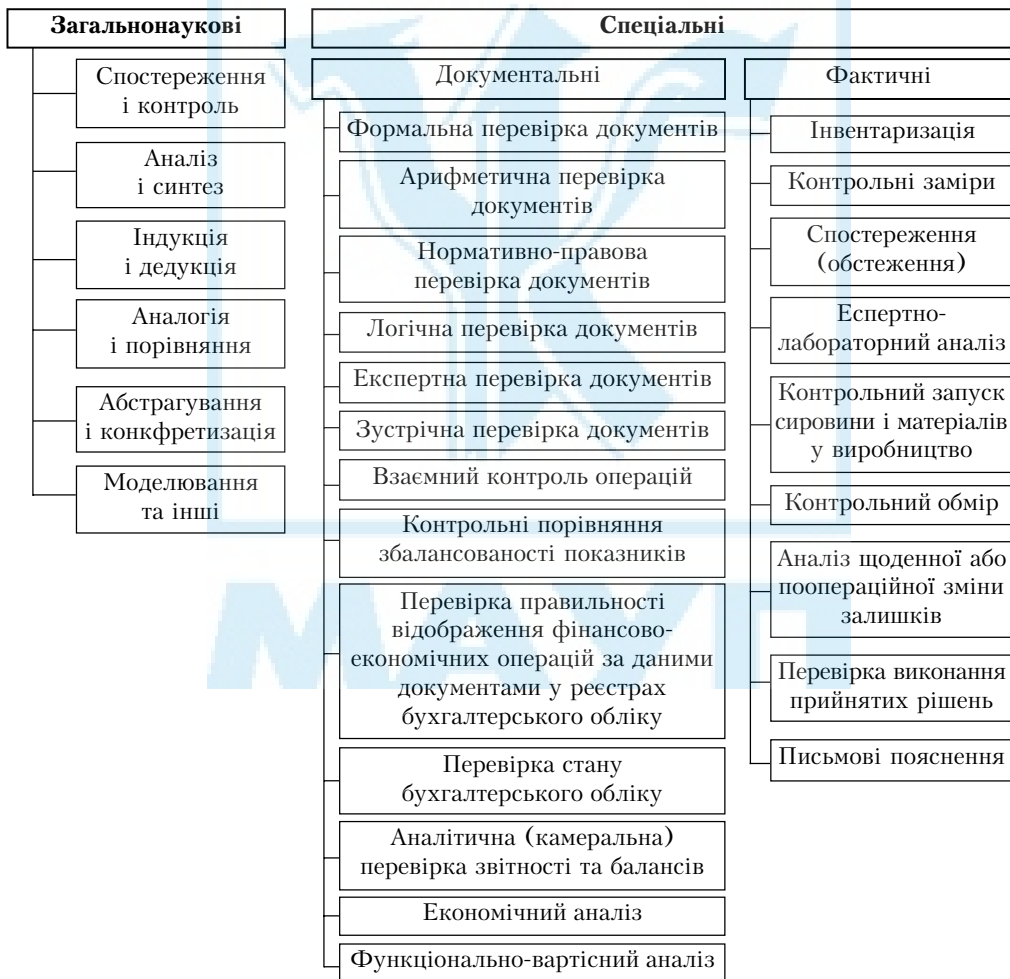 Загальнонаукові
Спостереження
і контроль
Аналіз
і синтез
Індукція
і дедукція
Аналогія
і порівняння
Абстрагування
і конкфретизація
Моделювання
та інші
Спеціальні
Документальні
Формальна перевірка документів
Арифметична перевірка
документів
Нормативно-правова
перевірка документів
Логічна перевірка документів
Експертна перевірка документів
Зустрічна перевірка документів
Взаємний контроль операцій
Контрольні порівняння
збалансованості показників
Перевірка правильності
відображення фінансово-
економічних операцій за даними
документами у реєстрах
бухгалтерського обліку
Перевірка стану
бухгалтерського обліку
Аналітична (камеральна)
перевірка звітності та балансів
Економічний аналіз
Функціонально-вартісний аналіз
Фактичні
Інвентаризація
Контрольні заміри
Спостереження
(обстеження)
Еспертно-
лабораторний аналіз
Контрольний запуск
сировини і матеріалів
у виробництво
Контрольний обмір
Аналіз щоденної або
поопераційної зміни
залишків
Перевірка виконання
прийнятих рішень
Письмові пояснення
МАУП